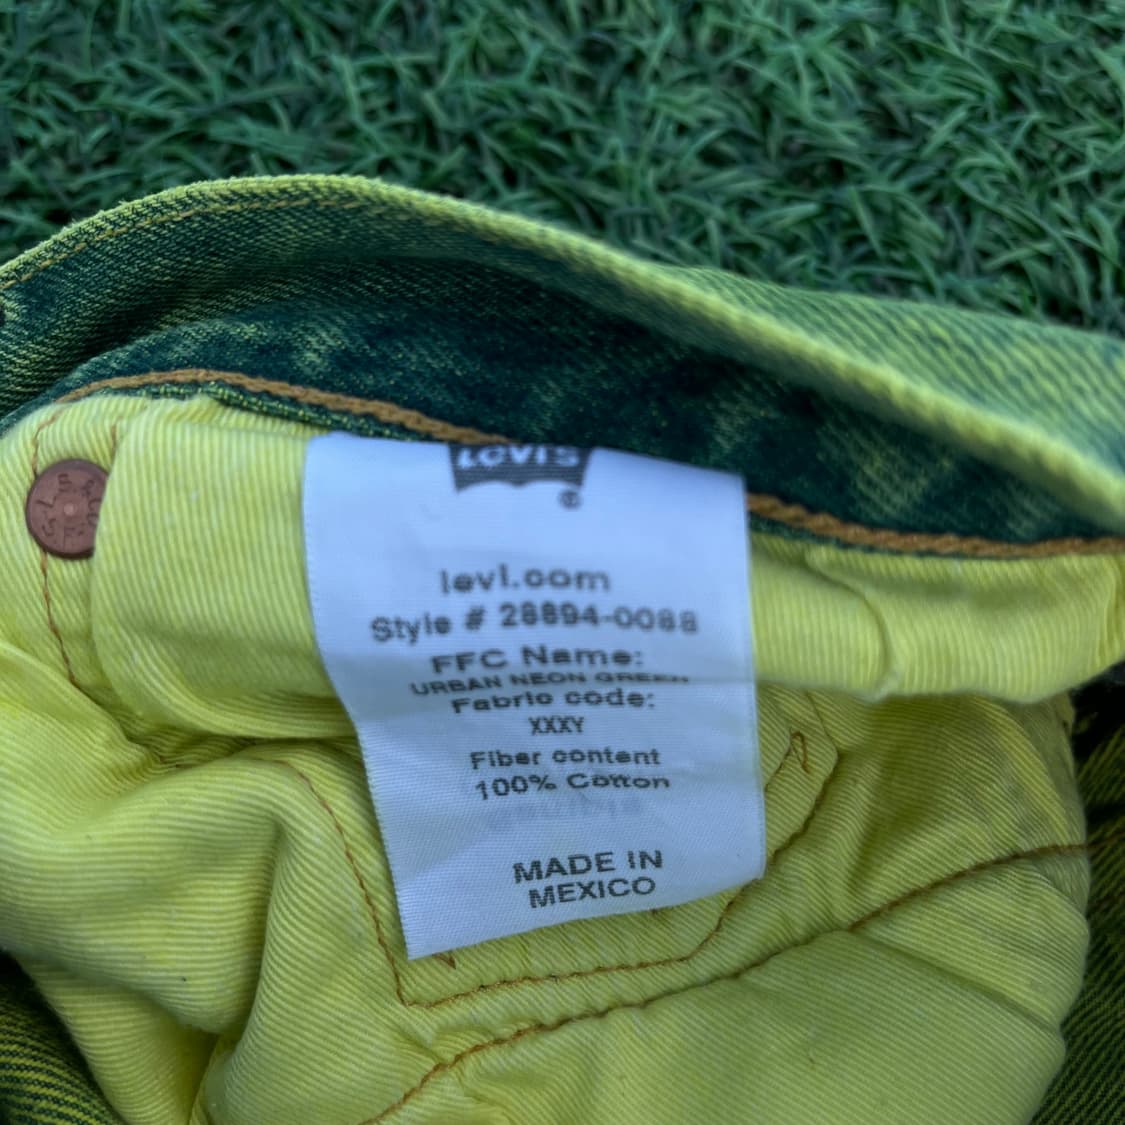 Levi's
®
levi.com
Style # 28894-0088
FFC Name:
URBAN NEON GREEN
Fabric code:
XXXY
Fiber content
100% Cotton
MADE IN
MEXICO